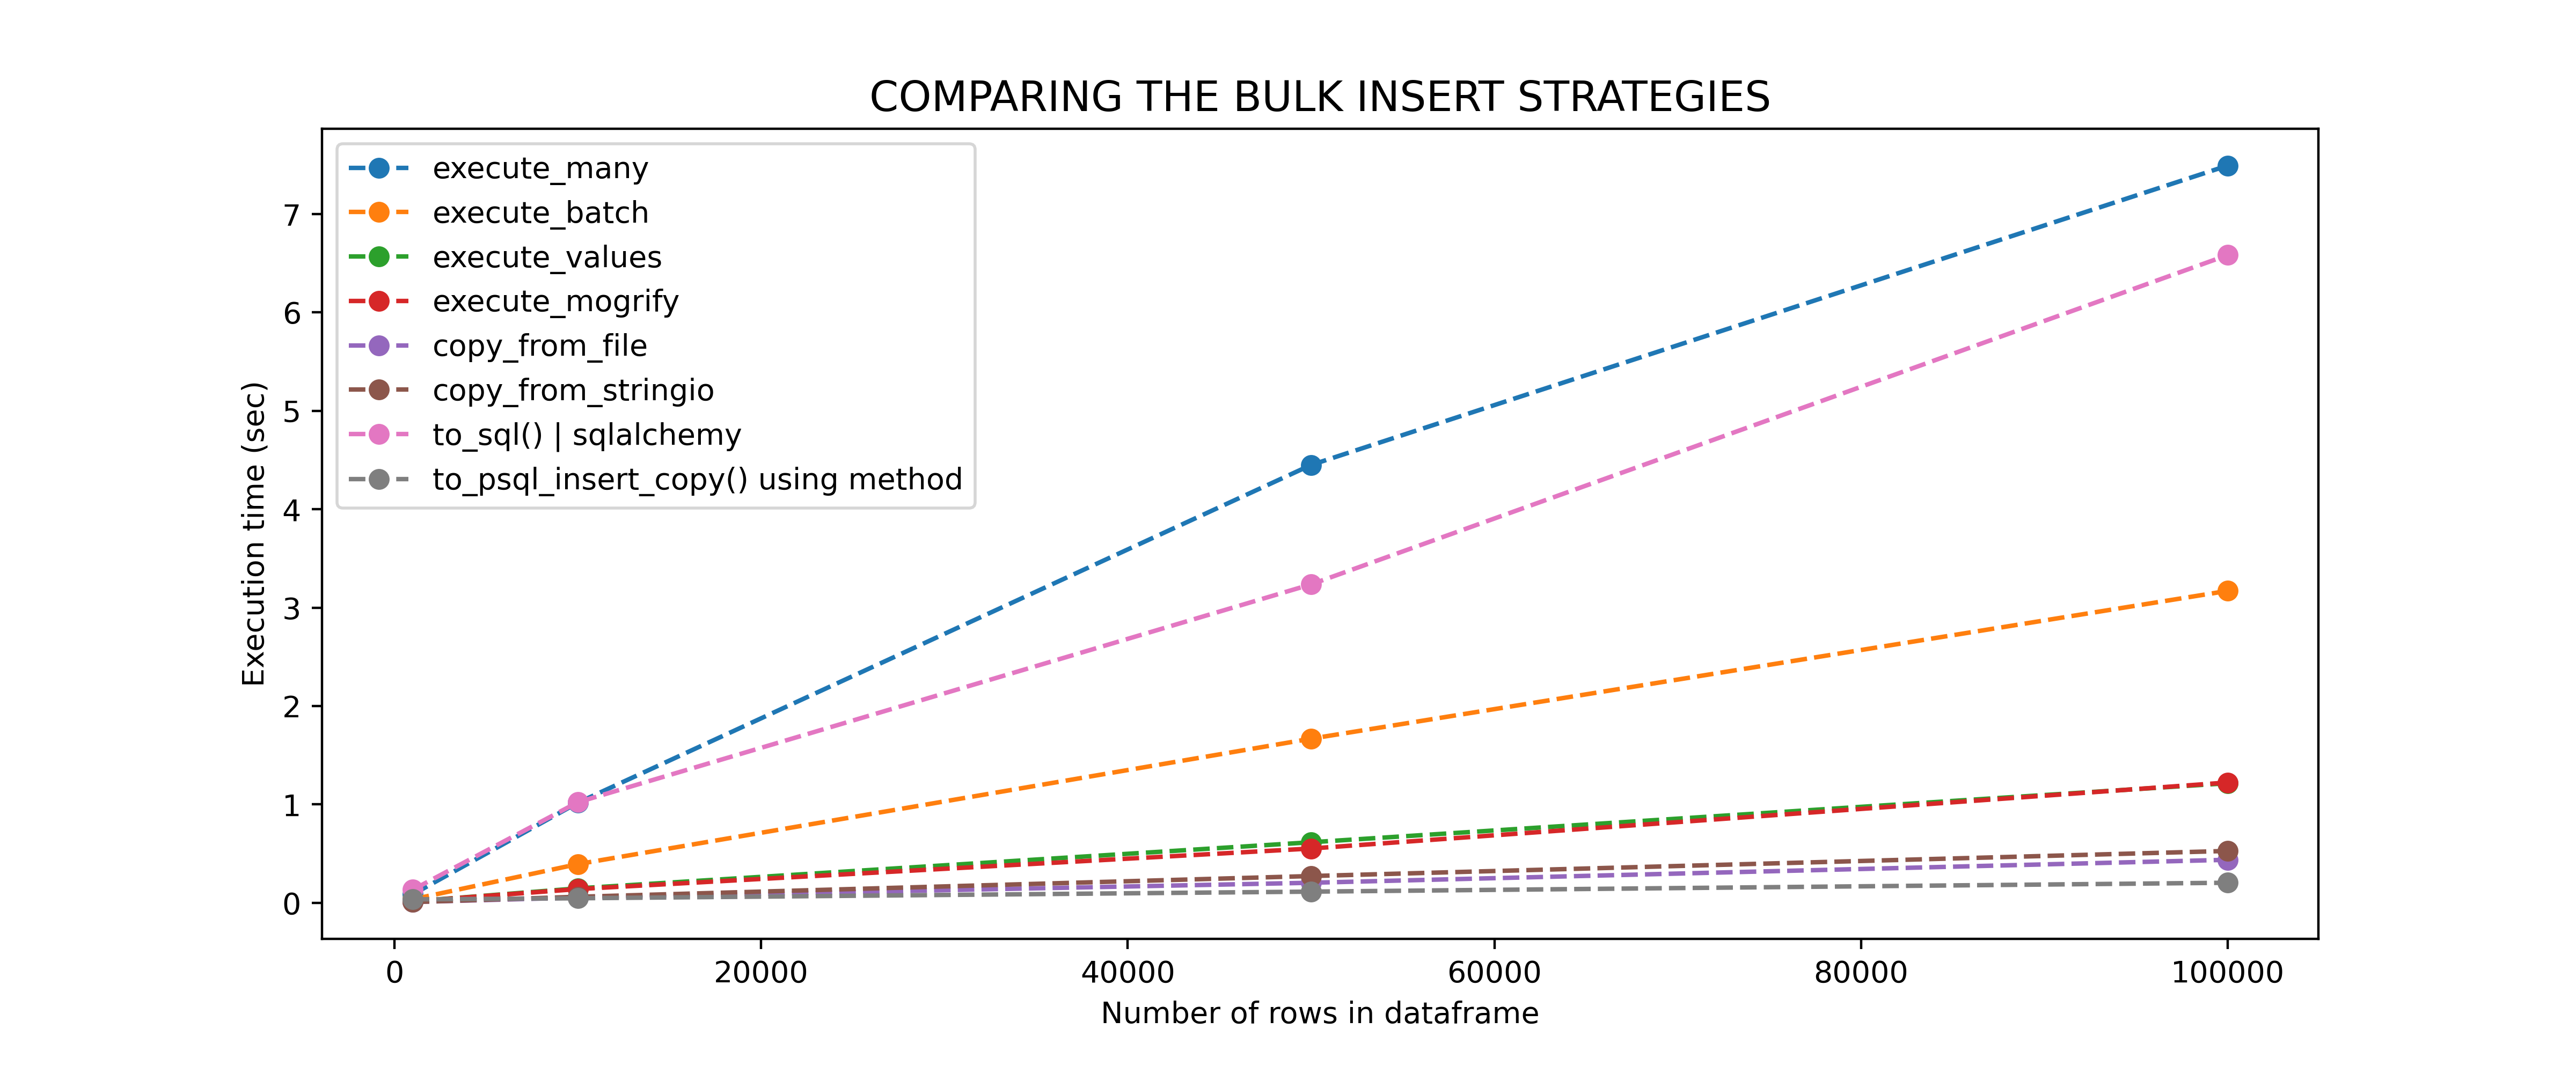 COMPARING THE BULK INSERT STRATEGIES
execute_many
execute_batch
execute_values
execute_mogrify
copy_from_file
copy_from_stringio
to_sql() | sqlalchemy
to_psql_insert_copy() using method
Execution time (sec)
7
6
5
4
3
2
1
0
0 20000 40000 60000 80000 100000
Number of rows in dataframe